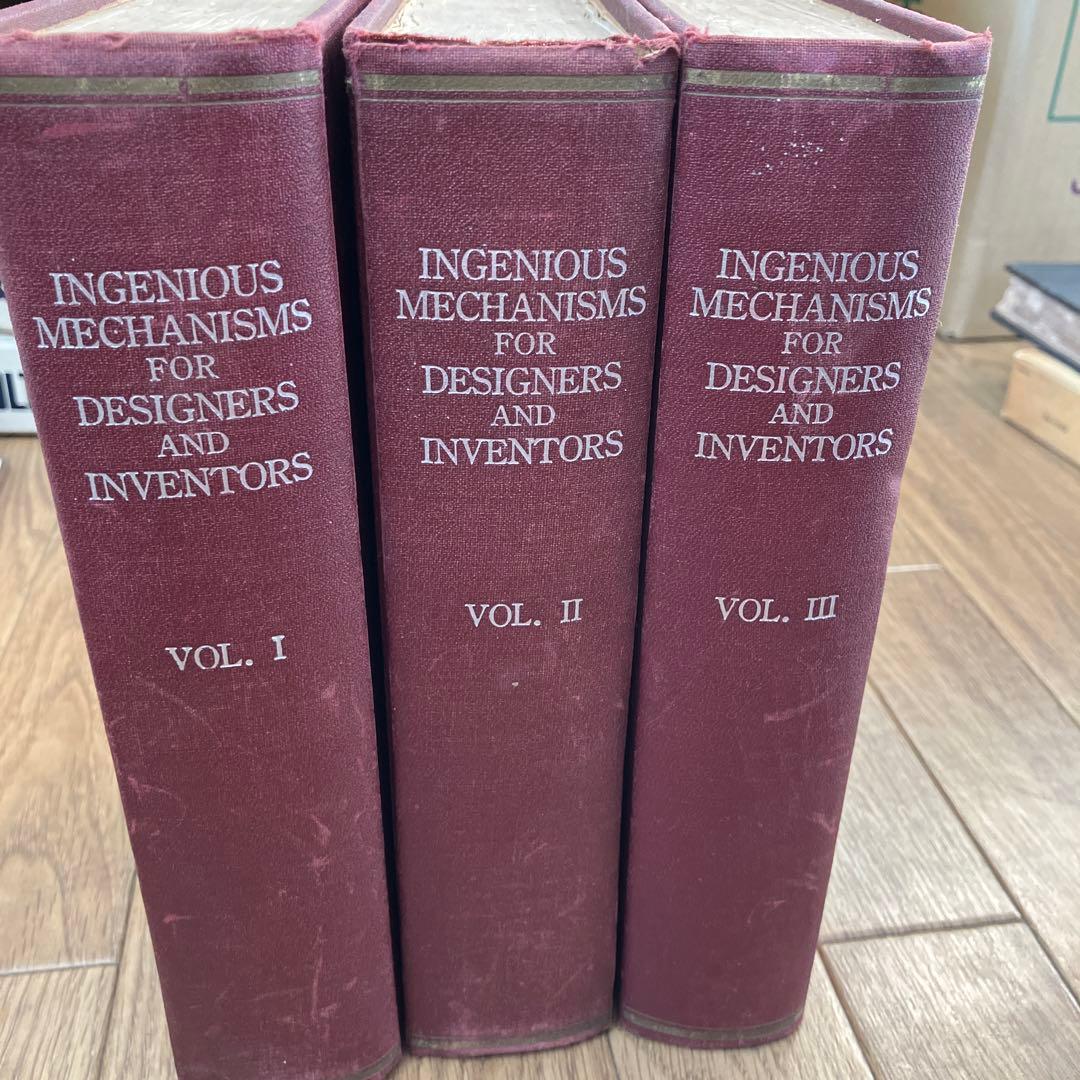 INGENIOUS
MECHANISMS
FOR
DESIGNERS
AND
INVENTORS
VOL. I
INGENIOUS
MECHANISMS
FOR
DESIGNERS
AND
INVENTORS
VOL. II
INGENIOUS
MECHANISMS
FOR
DESIGNERS
AND
INVENTORS
VOL. III